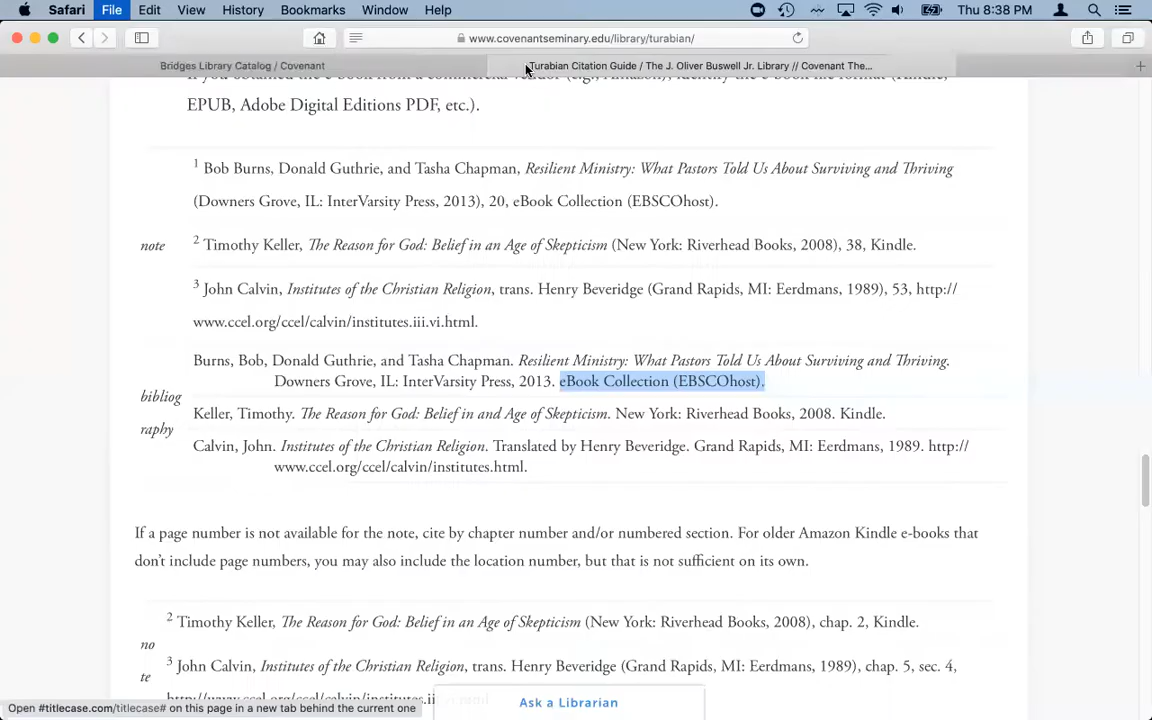 Safari File Edit View History Bookmarks Window Help Thu 8:38 PM
www.covenantseminary.edu/library/turabian/
Bridges Library Catalog / Covenant
Turabian Citation Guide / The J. Oliver Buswell Jr. Library // Covenant The...
If you obtained the e-book from a commercial vendor (e.g., Amazon), identify the e-book format (Kindle,
EPUB, Adobe Digital Editions PDF, etc.).
1 Bob Burns, Donald Guthrie, and Tasha Chapman, Resilient Ministry: What Pastors Told Us About Surviving and Thriving
(Downers Grove, IL: InterVarsity Press, 2013), 20, eBook Collection (EBSCOhost).
note
2 Timothy Keller, The Reason for God: Belief in an Age of Skepticism (New York: Riverhead Books, 2008), 38, Kindle.
3 John Calvin, Institutes of the Christian Religion, trans. Henry Beveridge (Grand Rapids, MI: Eerdmans, 1989), 53, http://
www.ccel.org/ccel/calvin/institutes.iii.vi.html.
Burns, Bob, Donald Guthrie, and Tasha Chapman. Resilient Ministry: What Pastors Told Us About Surviving and Thriving.
Downers Grove, IL: InterVarsity Press, 2013. eBook Collection (EBSCOhost).
bibliog
raphy
Keller, Timothy. The Reason for God: Belief in and Age of Skepticism. New York: Riverhead Books, 2008. Kindle.
Calvin, John. Institutes of the Christian Religion. Translated by Henry Beveridge. Grand Rapids, MI: Eerdmans, 1989. http://
www.ccel.org/ccel/calvin/institutes.html.
If a page number is not available for the note, cite by chapter number and/or numbered section. For older Amazon Kindle e-books that
don't include page numbers, you may also include the location number, but that is not sufficient on its own.
2 Timothy Keller, The Reason for God: Belief in an Age of Skepticism (New York: Riverhead Books, 2008), chap. 2, Kindle.
no
te
3 John Calvin, Institutes of the Christian Religion, trans. Henry Beveridge (Grand Rapids, MI: Eerdmans, 1989), chap. 5, sec. 4,
Open #titlecase.com/titlecase# on this page in a new tab behind the current one
Ask a Librarian